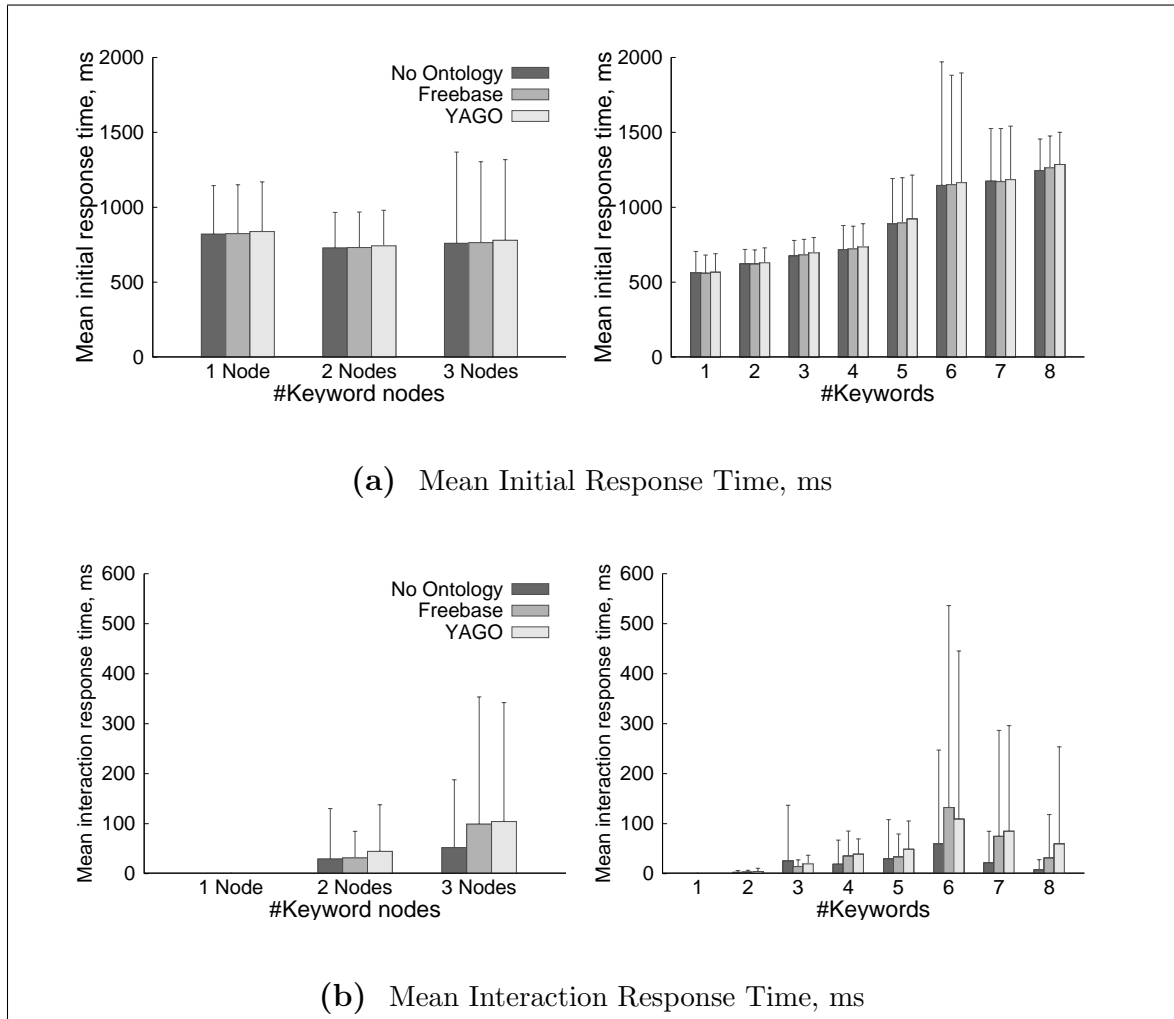 Mean initial response time, ms
2000
1500
1000
500
0
No Ontology
Freebase
YAGO
1 Node 2 Nodes 3 Nodes
#Keyword nodes
Mean initial response time, ms
2000
1500
1000
500
0
1 2 3 4 5 6 7 8
#Keywords
(a) Mean Initial Response Time, ms
Mean interaction response time, ms
600
500
400
300
200
100
0
No Ontology
Freebase
YAGO
1 Node 2 Nodes 3 Nodes
#Keyword nodes
Mean interaction response time, ms
600
500
400
300
200
100
0
1 2 3 4 5 6 7 8
#Keywords
(b) Mean Interaction Response Time, ms